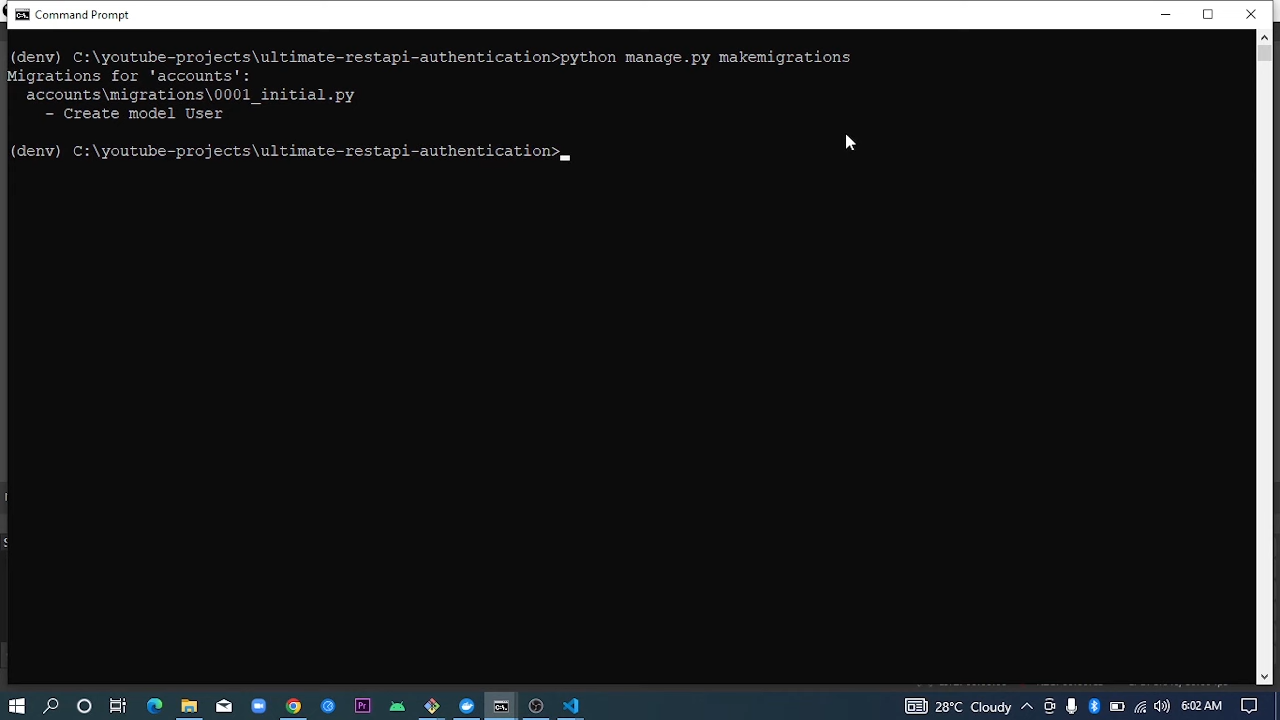 Command Prompt
(denv) C:\youtube-projects\ultimate-restapi-authentication>python manage.py makemigrations
Migrations for 'accounts':
accounts\migrations\0001_initial.py
- Create model User
(denv) C:\youtube-projects\ultimate-restapi-authentication>
28°C Cloudy
6:02 AM